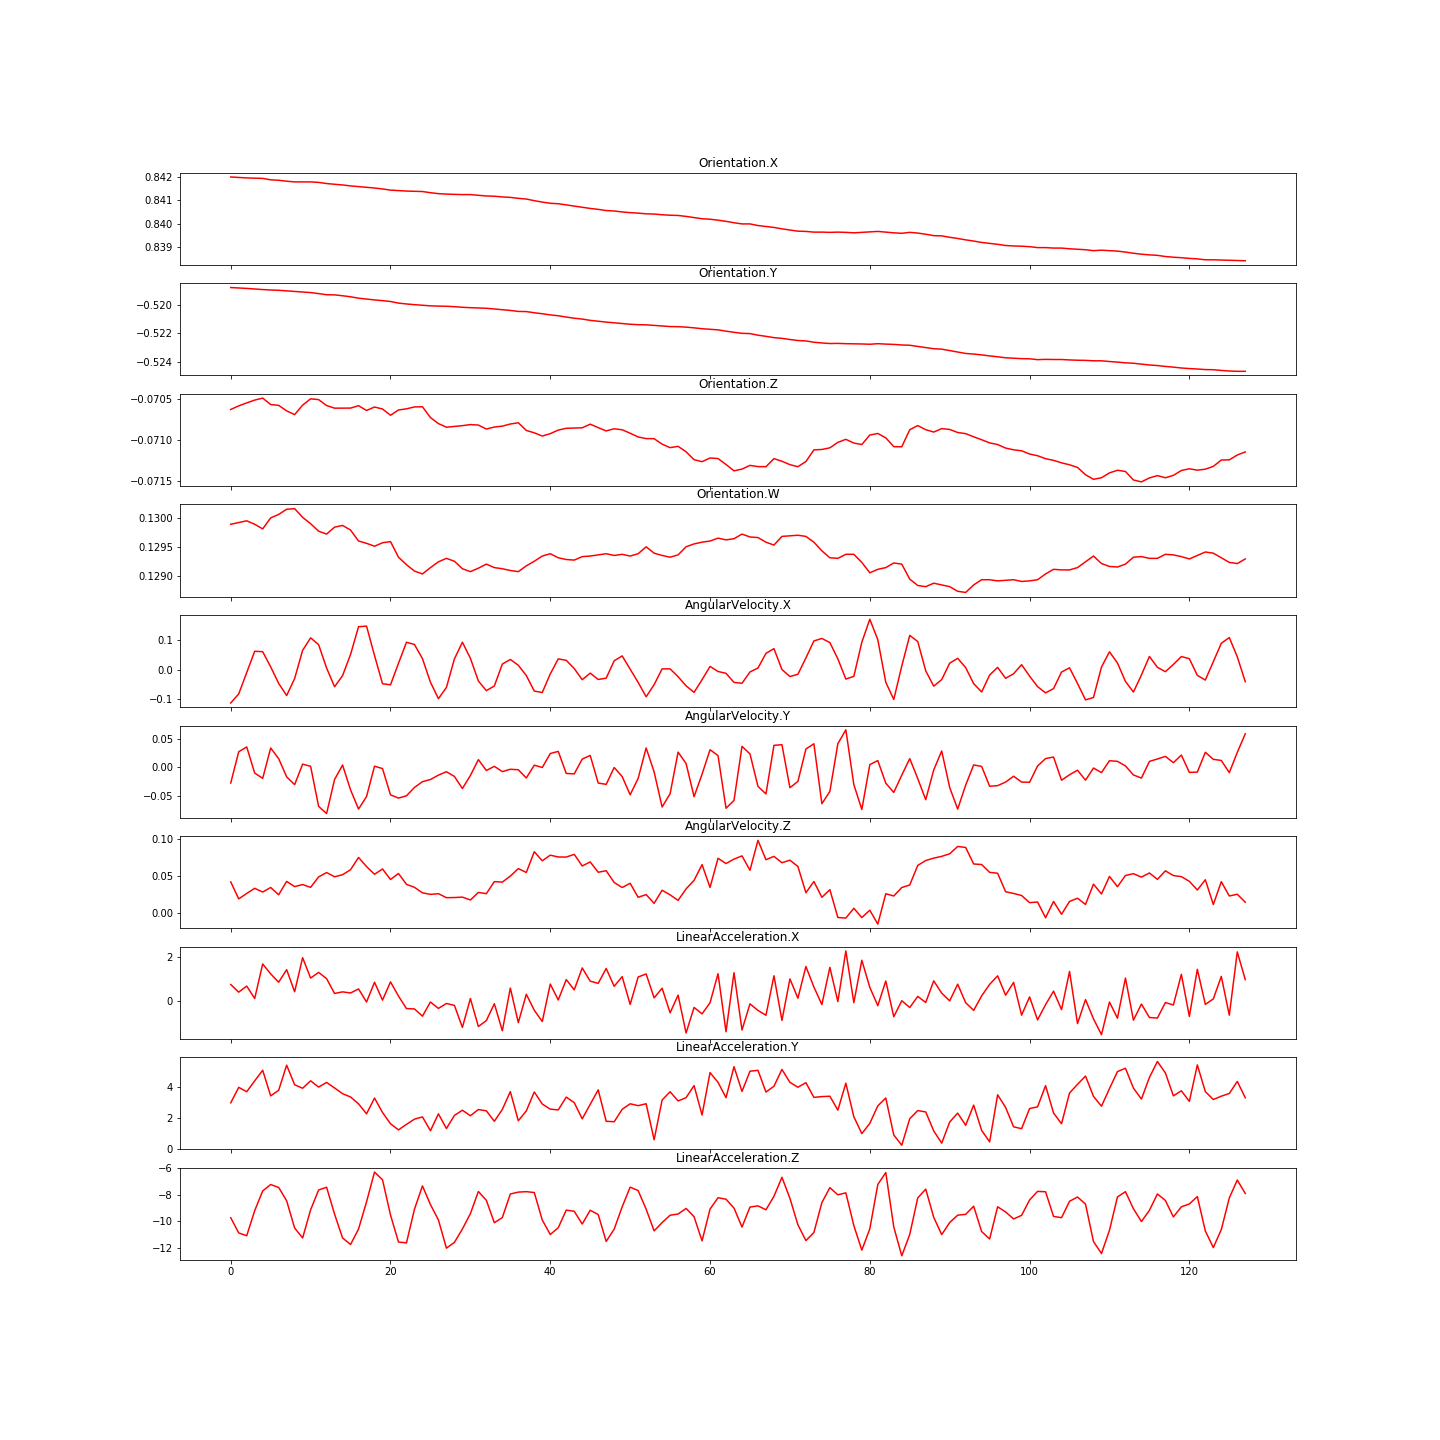 Orientation.X
0.842
0.841
0.840
0.839
Orientation.Y
−0.520
−0.522
−0.524
Orientation.Z
−0.0705
−0.0710
−0.0715
Orientation.W
0.1300
0.1295
0.1290
AngularVelocity.X
0.1
0.0
−0.1
AngularVelocity.Y
0.05
0.00
−0.05
AngularVelocity.Z
0.10
0.05
0.00
LinearAcceleration.X
2
0
LinearAcceleration.Y
4
2
0
LinearAcceleration.Z
−6
−8
−10
−12
0 20 40 60 80 100 120